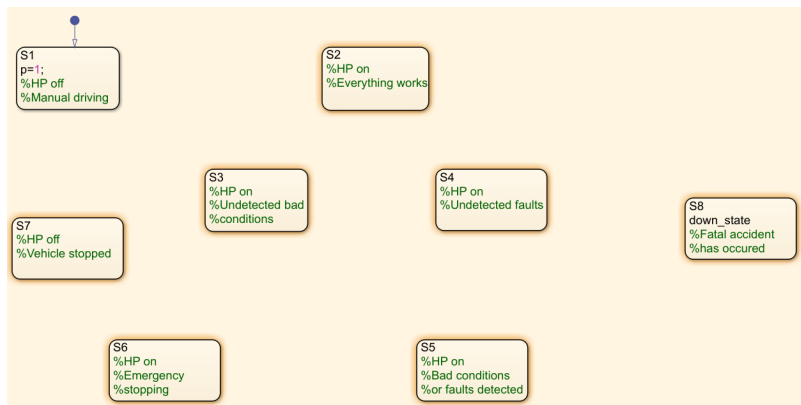 S1
p=1;
%HP off
%Manual driving
S2
%HP on
%Everything works
S3
%HP on
%Undetected bad
%conditions
S4
%HP on
%Undetected faults
S7
%HP off
%Vehicle stopped
S8
down_state
%Fatal accident
%has occured
S6
%HP on
%Emergency
%stopping
S5
%HP on
%Bad conditions
%or faults detected